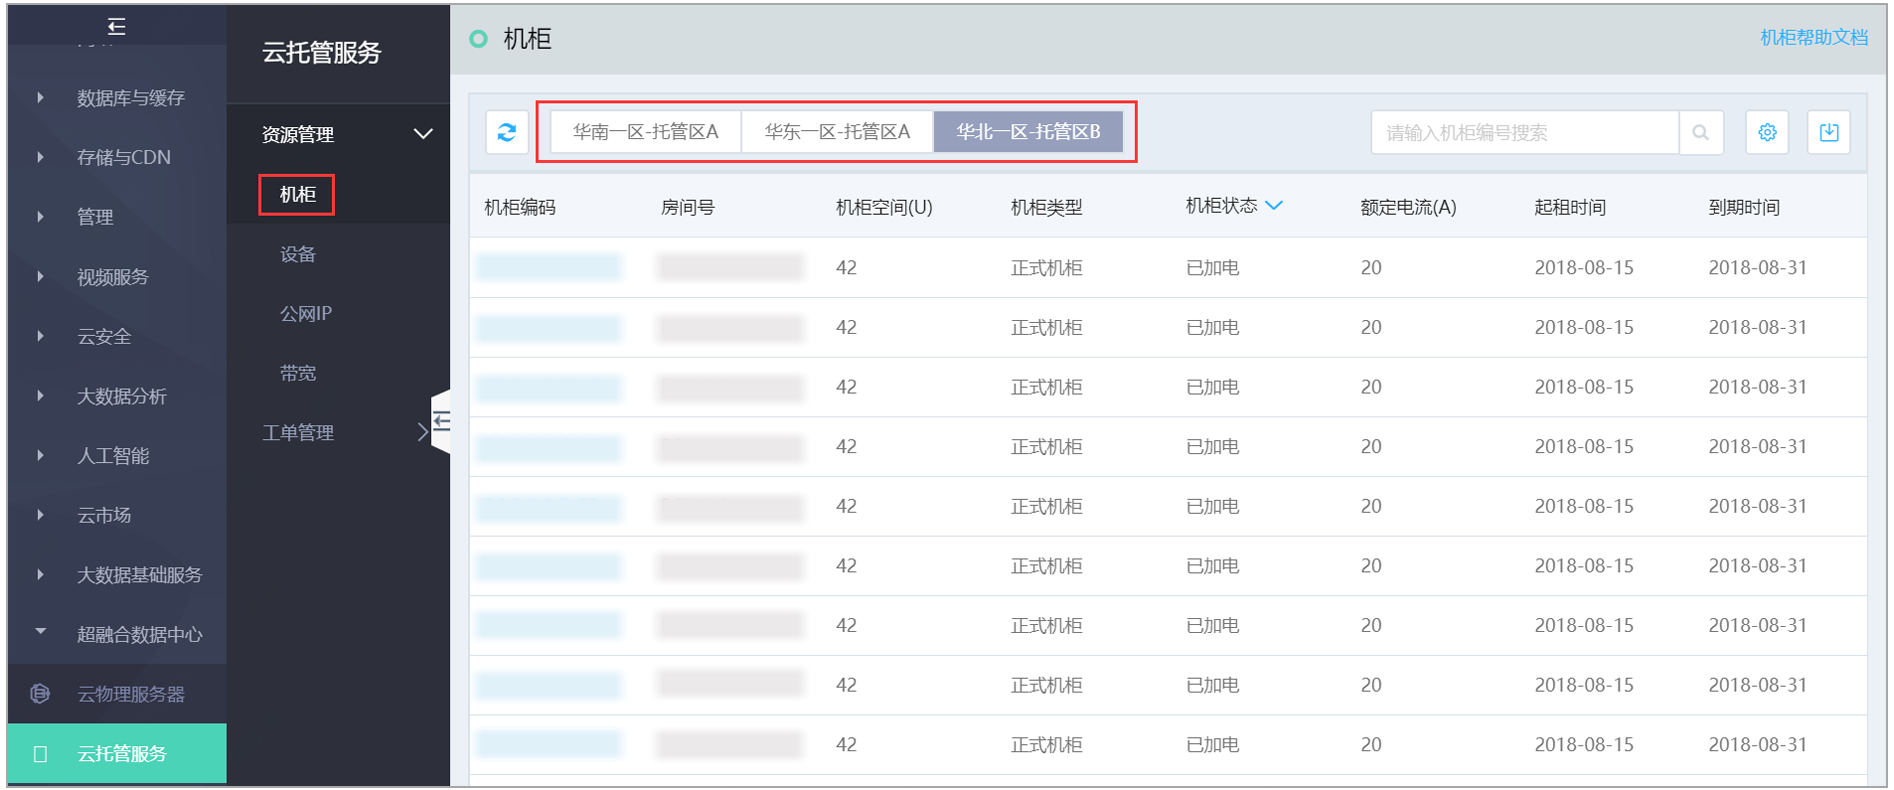 数据库与缓存
存储与CDN
管理
视频服务
云安全
大数据分析
人工智能
云市场
大数据基础服务
超融合数据中心
云物理服务器
云托管服务
云托管服务
资源管理
机柜
设备
公网IP
带宽
工单管理
机柜
机柜帮助文档
华南一区-托管区A 华东一区-托管区A 华北一区-托管区B
请输入机柜编号搜索
机柜编码 房间号 机柜空间(U) 机柜类型 机柜状态 额定电流(A) 起租时间 到期时间
42 正式机柜 已加电 20 2018-08-15 2018-08-31
42 正式机柜 已加电 20 2018-08-15 2018-08-31
42 正式机柜 已加电 20 2018-08-15 2018-08-31
42 正式机柜 已加电 20 2018-08-15 2018-08-31
42 正式机柜 已加电 20 2018-08-15 2018-08-31
42 正式机柜 已加电 20 2018-08-15 2018-08-31
42 正式机柜 已加电 20 2018-08-15 2018-08-31
42 正式机柜 已加电 20 2018-08-15 2018-08-31
42 正式机柜 已加电 20 2018-08-15 2018-08-31